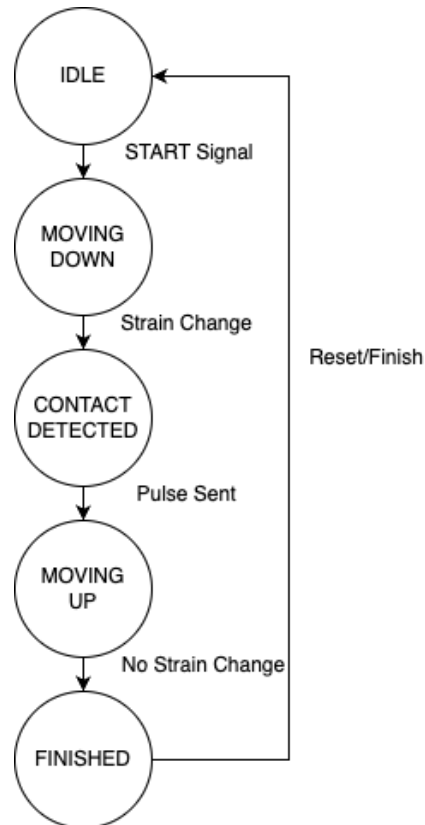 IDLE
START Signal
MOVING
DOWN
Strain Change
Reset/Finish
CONTACT
DETECTED
Pulse Sent
MOVING
UP
No Strain Change
FINISHED